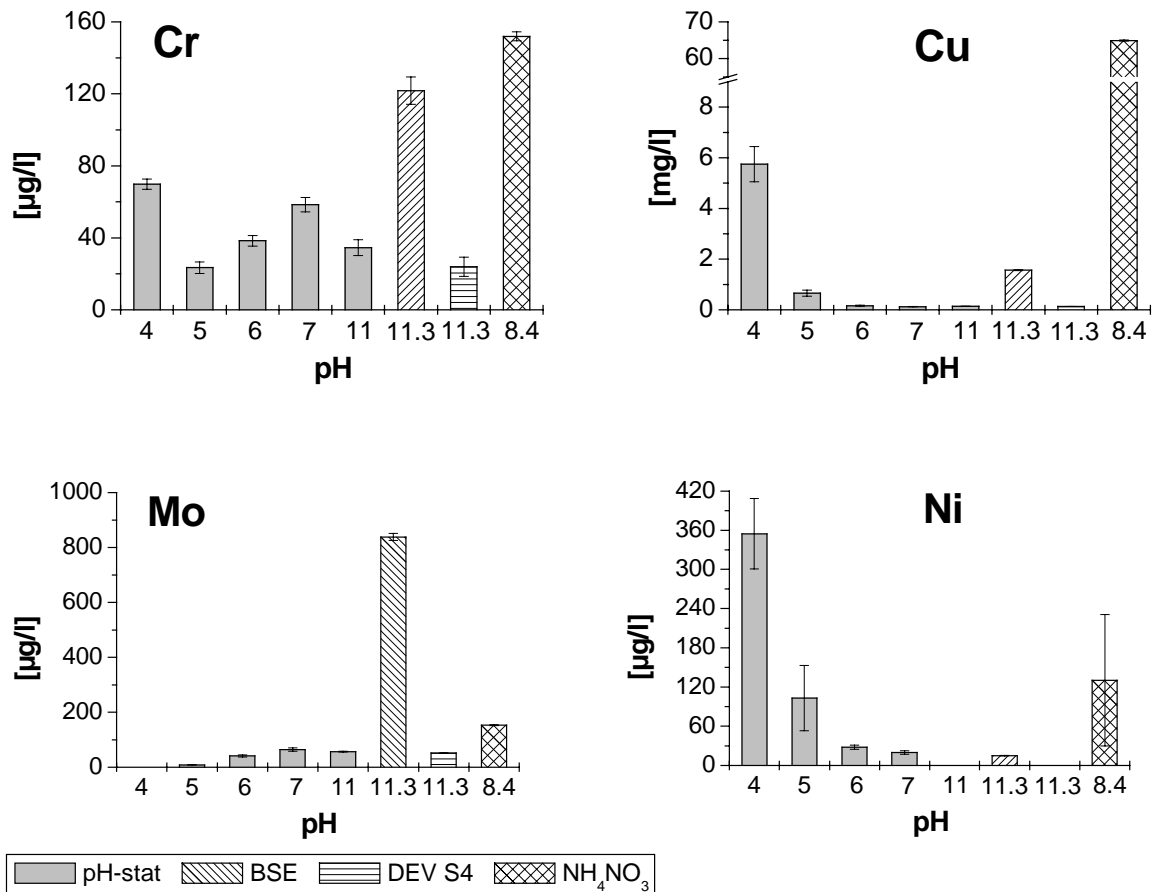 Cr
[µg/l]
160
120
80
40
0
4 5 6 7 11 11.3 11.3 8.4
pH
Cu
[mg/l]
70
65
60
8
6
4
2
0
4 5 6 7 11 11.3 11.3 8.4
pH
Mo
[µg/l]
1000
800
600
400
200
0
4 5 6 7 11 11.3 11.3 8.4
pH
Ni
[µg/l]
420
360
300
240
180
120
60
0
4 5 6 7 11 11.3 11.3 8.4
pH
pH-stat BSE DEV S4 NH₄NO₃